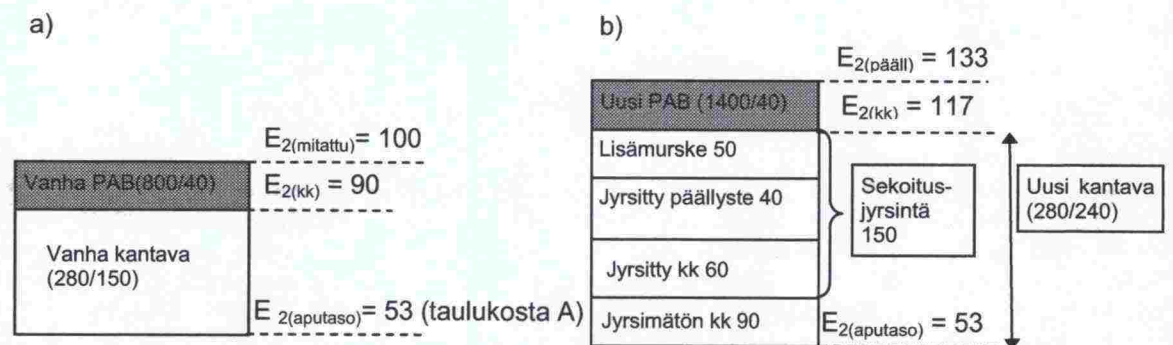 a)
E2(mitattu)= 100
Vanha PAB(800/40)
E2(kk) = 90
Vanha kantava
(280/150)
E 2(aputaso)= 53 (taulukosta A)
b)
E2(pääll) = 133
Uusi PAB (1400/40)
E2(kk) = 117
Lisämurske 50
Jyrsitty päällyste 40
Jyrsitty kk 60
Jyrsimätön kk 90
Sekoitus-
jyrsintä
150
Uusi kantava
(280/240)
E2(aputaso) = 53